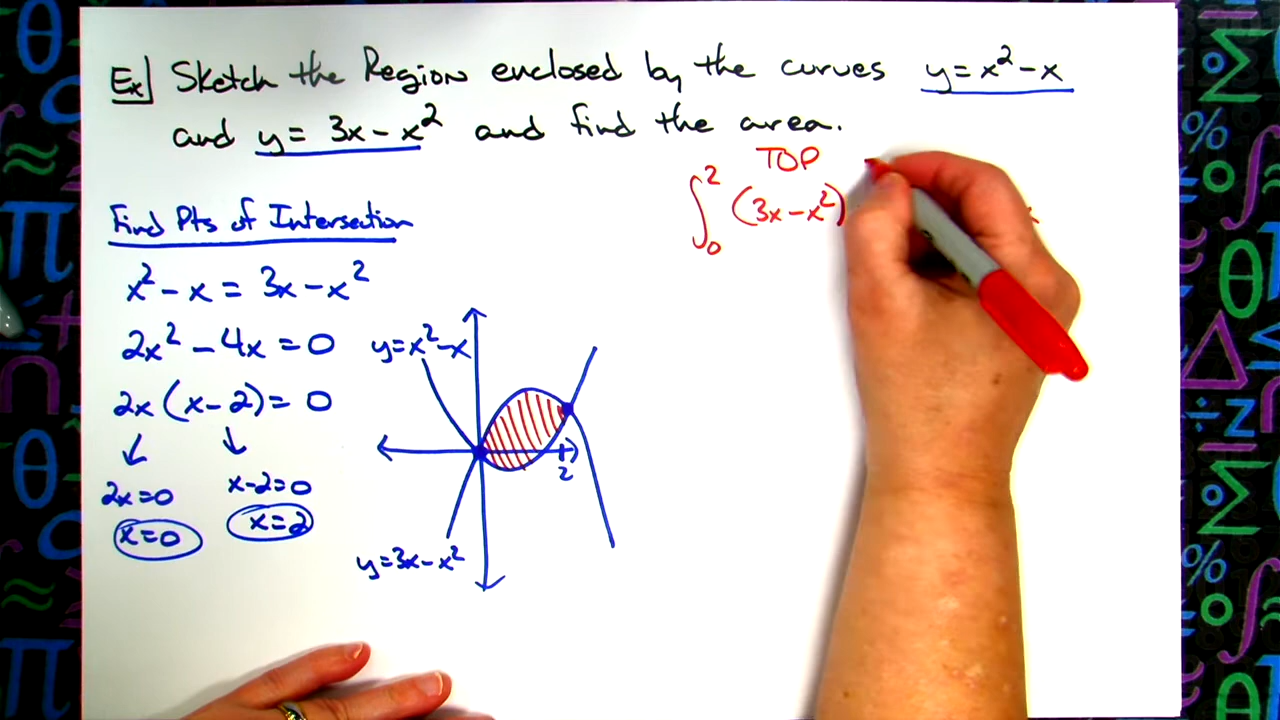 Ex Sketch the Region enclosed by the curves y=x²-x
and y= 3x-x² and find the area.
TOP
∫₀² (3x-x²)
Find Pts of Intersection
x²-x = 3x-x²
2x²-4x=0
2x(x-2)=0
2x=0 x-2=0
x=0 x=2
y=x²-x
2
y=3x-x²